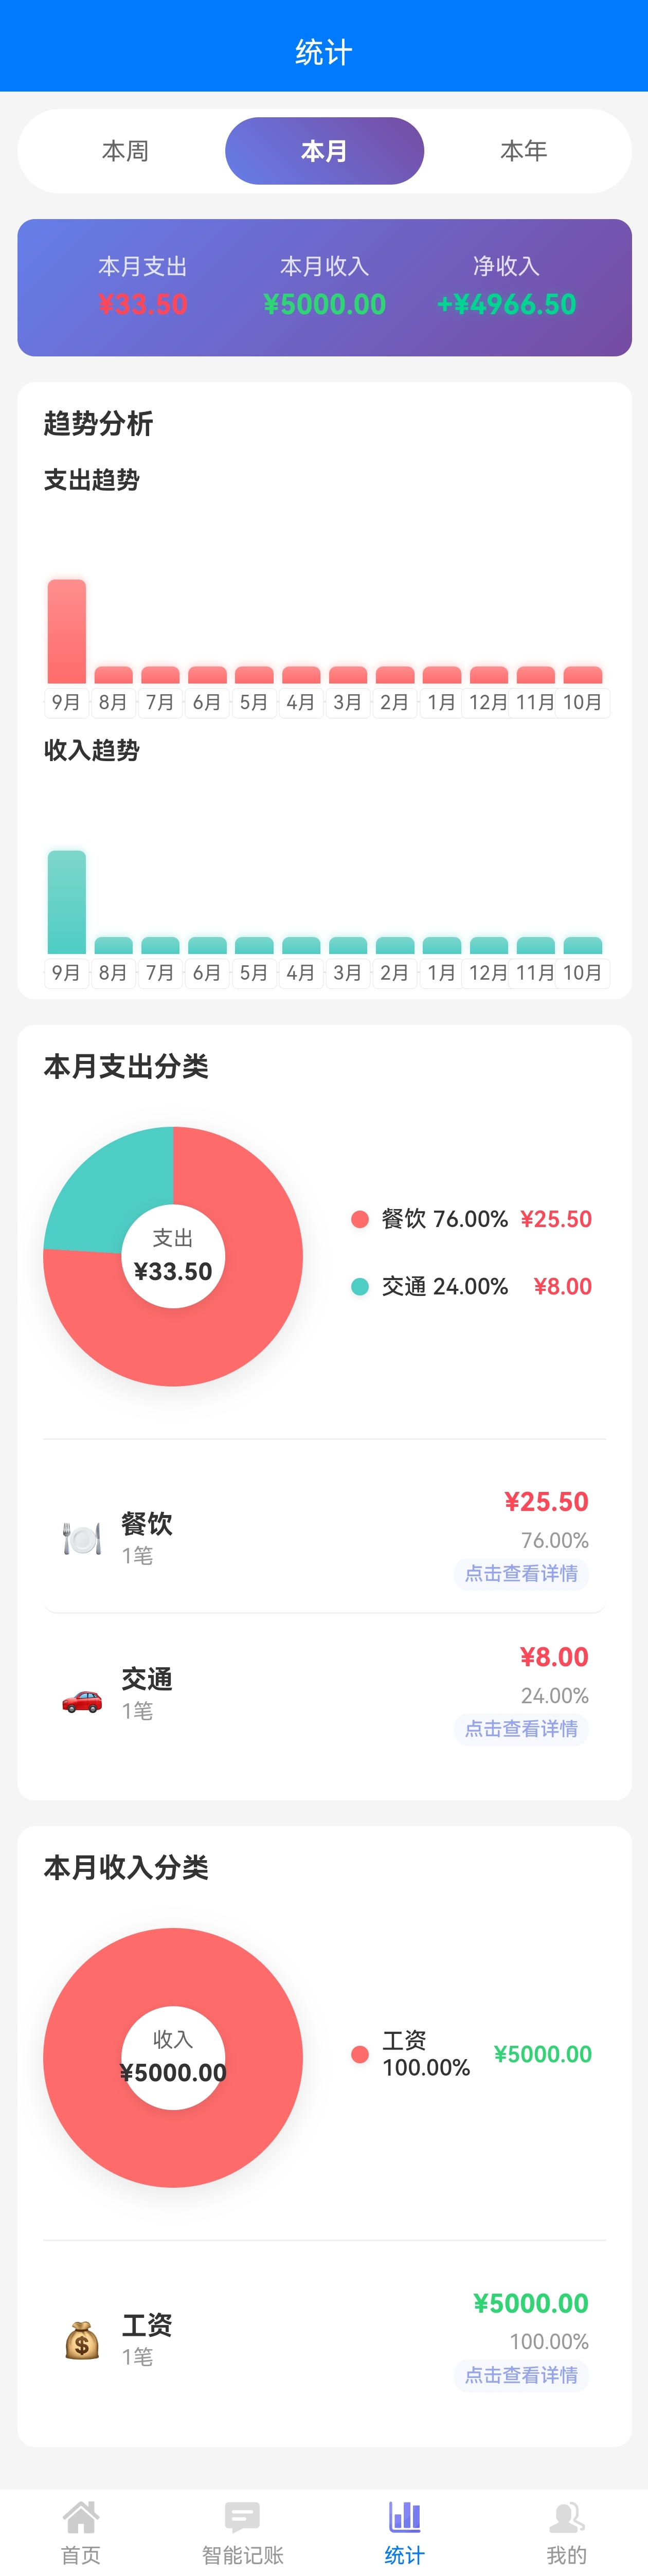 统计
本周 本月 本年
本月支出 本月收入 净收入
¥33.50 ¥5000.00 +¥4966.50
趋势分析
支出趋势
9月 8月 7月 6月 5月 4月 3月 2月 1月 12月 11月 10月
收入趋势
9月 8月 7月 6月 5月 4月 3月 2月 1月 12月 11月 10月
本月支出分类
支出
¥33.50
餐饮 76.00% ¥25.50
交通 24.00% ¥8.00
餐饮
1笔
¥25.50
76.00%
点击查看详情
交通
1笔
¥8.00
24.00%
点击查看详情
本月收入分类
收入
¥5000.00
工资
100.00%
¥5000.00
工资
1笔
¥5000.00
100.00%
点击查看详情
首页 智能记账 统计 我的